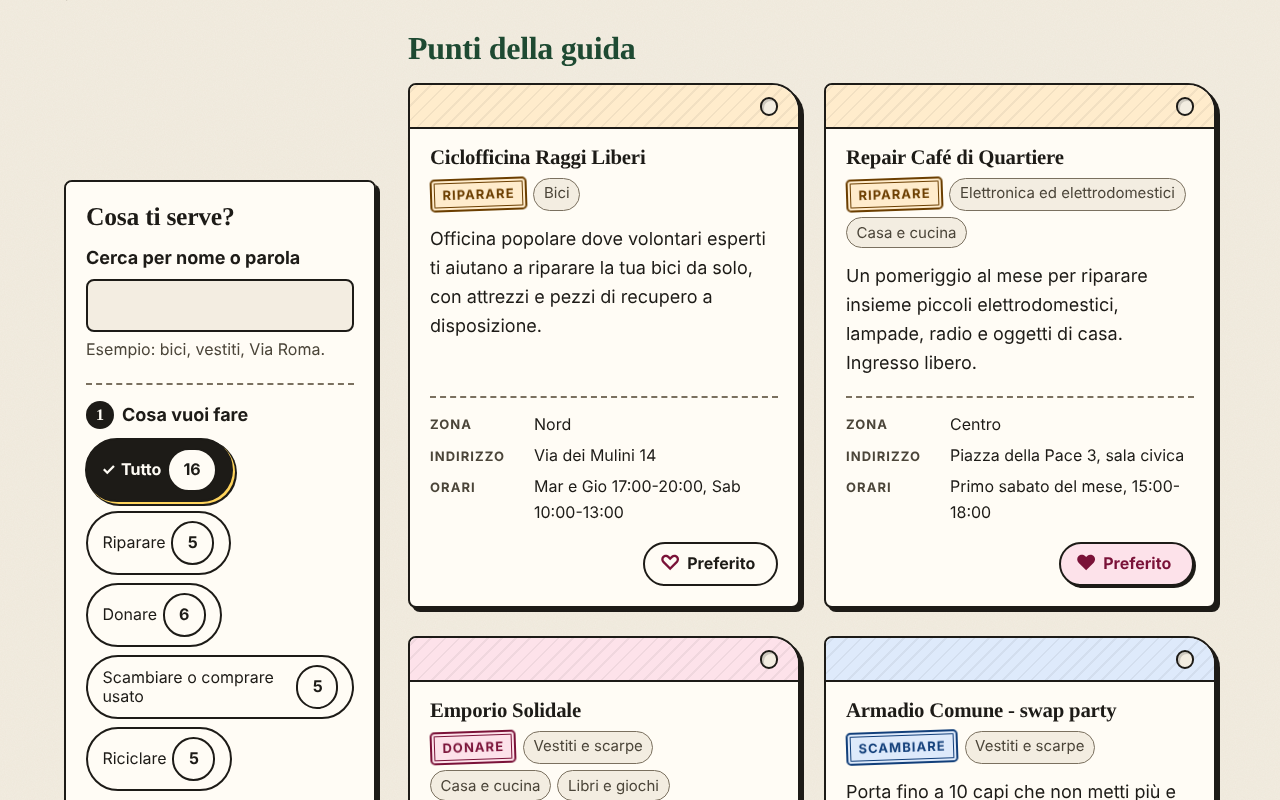 Punti della guida
Cosa ti serve?
Cerca per nome o parola
Esempio: bici, vestiti, Via Roma.
1 Cosa vuoi fare
✓ Tutto 16
Riparare 5
Donare 6
Scambiare o comprare
usato 5
Riciclare 5
Ciclofficina Raggi Liberi
RIPARARE Bici
Officina popolare dove volontari esperti
ti aiutano a riparare la tua bici da solo,
con attrezzi e pezzi di recupero a
disposizione.
ZONA Nord
INDIRIZZO Via dei Mulini 14
ORARI Mar e Gio 17:00-20:00, Sab
10:00-13:00
Preferito
Repair Café di Quartiere
RIPARARE Elettronica ed elettrodomestici
Casa e cucina
Un pomeriggio al mese per riparare
insieme piccoli elettrodomestici,
lampade, radio e oggetti di casa.
Ingresso libero.
ZONA Centro
INDIRIZZO Piazza della Pace 3, sala civica
ORARI Primo sabato del mese, 15:00-
18:00
Preferito
Emporio Solidale
DONARE Vestiti e scarpe
Casa e cucina Libri e giochi
Armadio Comune - swap party
SCAMBIARE Vestiti e scarpe
Porta fino a 10 capi che non metti più e